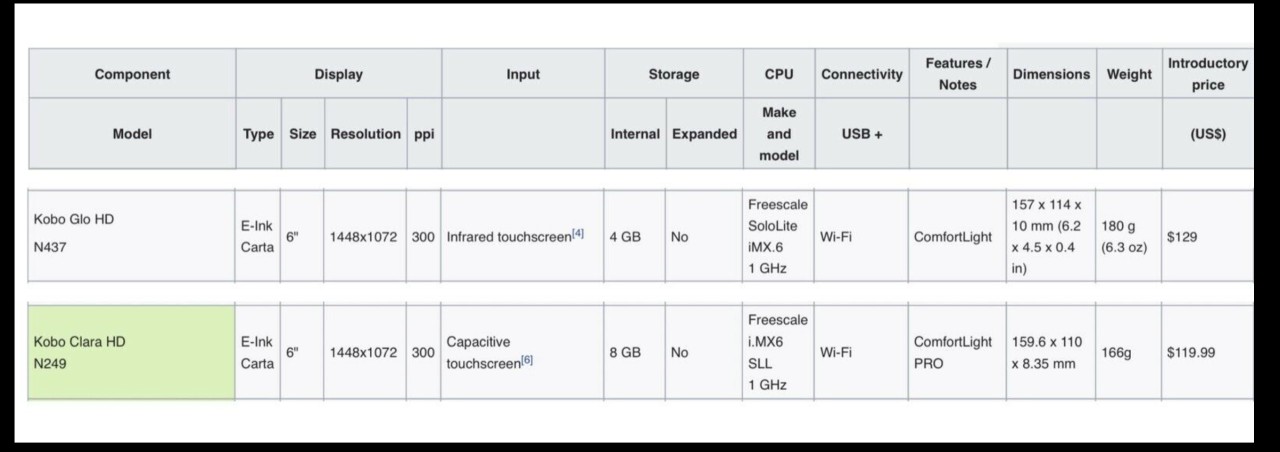 Component Display Input Storage CPU Connectivity Features / Notes Dimensions Weight Introductory price
Model Type Size Resolution ppi Internal Expanded Make and model USB + (US$)
Kobo Glo HD N437 E-Ink Carta 6" 1448x1072 300 Infrared touchscreen[4] 4 GB No Freescale SoloLite iMX.6 1 GHz Wi-Fi ComfortLight 157 x 114 x 10 mm (6.2 x 4.5 x 0.4 in) 180 g (6.3 oz) $129
Kobo Clara HD N249 E-Ink Carta 6" 1448x1072 300 Capacitive touchscreen[6] 8 GB No Freescale i.MX6 SLL 1 GHz Wi-Fi ComfortLight PRO 159.6 x 110 x 8.35 mm 166g $119.99